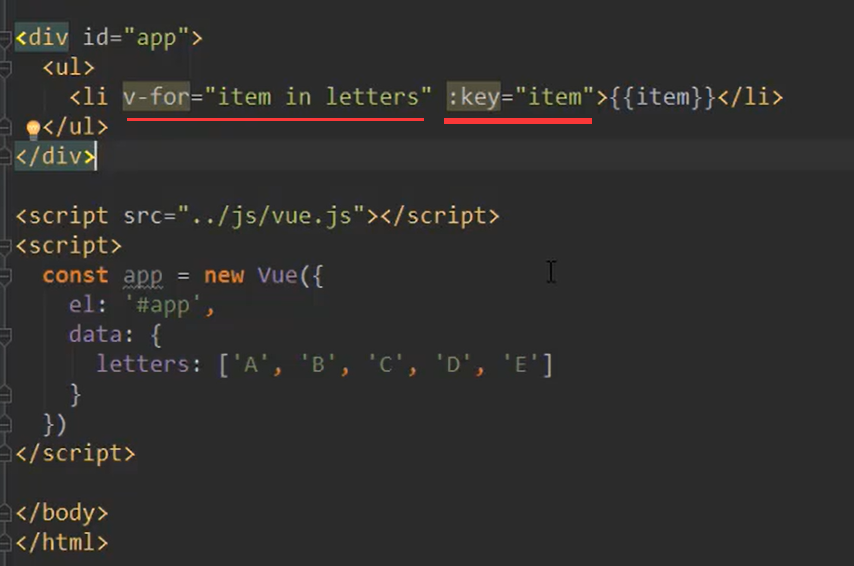 <div id="app">
<ul>
<li v-for="item in letters" :key="item">{{item}}</li>
</ul>
</div>
<script src="../js/vue.js"></script>
<script>
const app = new Vue({
el: '#app',
data: {
letters: ['A', 'B', 'C', 'D', 'E']
}
})
</script>
</body>
</html>